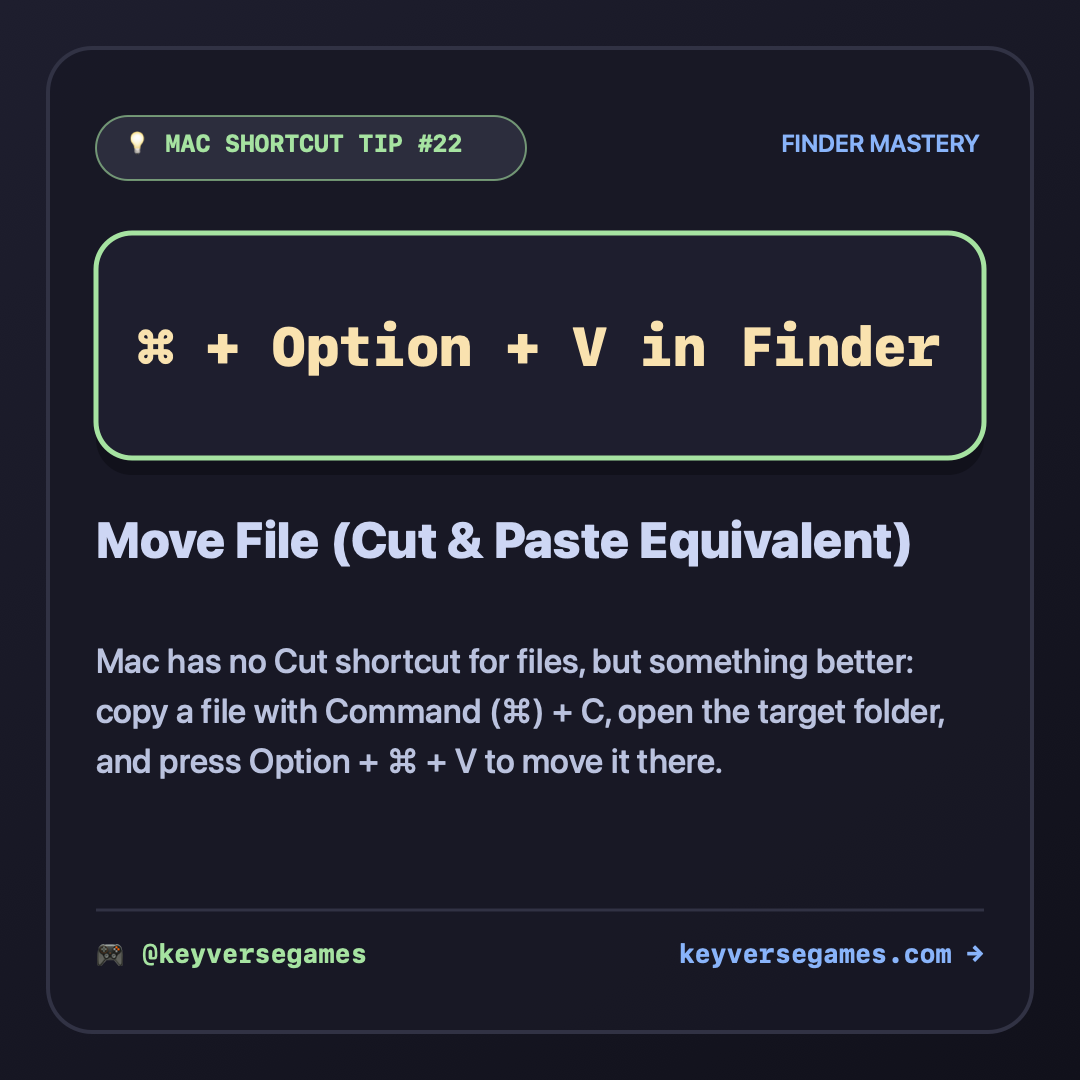 💡 MAC SHORTCUT TIP #22
FINDER MASTERY
⌘ + Option + V in Finder
Move File (Cut & Paste Equivalent)
Mac has no Cut shortcut for files, but something better:
copy a file with Command (⌘) + C, open the target folder,
and press Option + ⌘ + V to move it there.
🎮 @keyversegames
keyversegames.com →